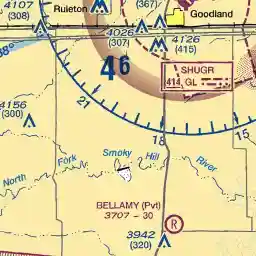 4107
(308)
Ruleton
(367)
Goodland
4026
(307)
4126
(415)
38°
46
SHUGR
414 GL
21
18
15
4156
(300)
Smoky Hill
North Fork River
BELLAMY (Pvt)
3707 - 30
R
3942
(320)